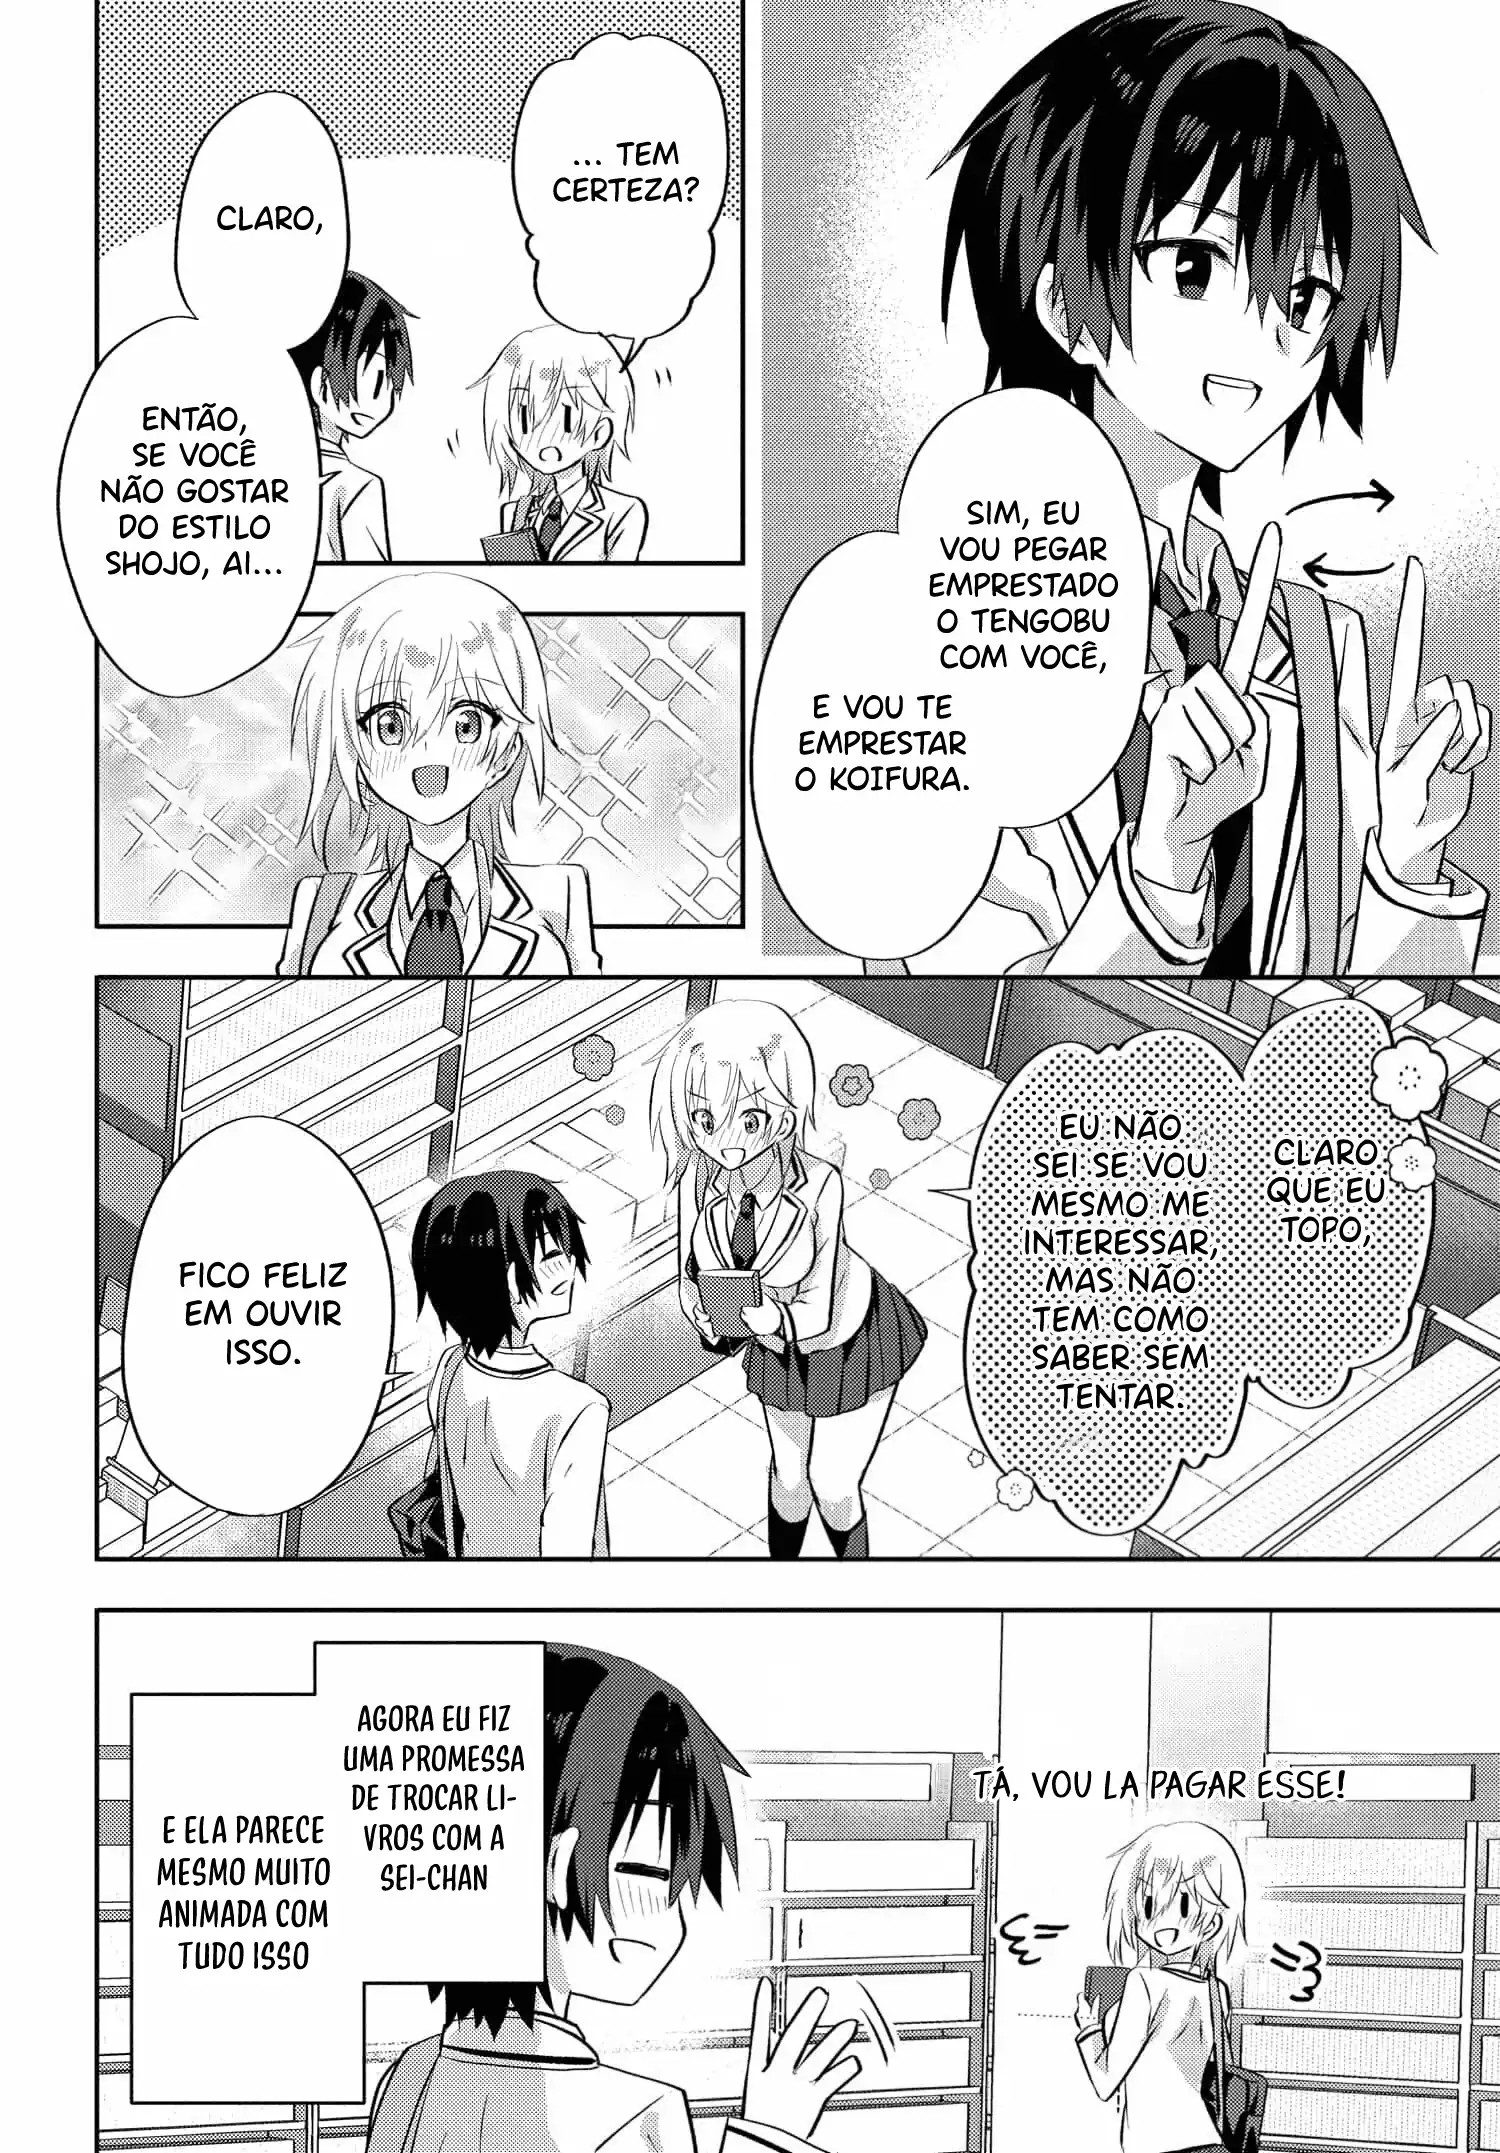 SIM, EU
VOU PEGAR
EMPRESTADO
O TENGOBU
COM VOCÊ,
E VOU TE
EMPRESTAR
O KOIFURA.
... TEM
CERTEZA?
CLARO,
ENTÃO,
SE VOCÊ
NÃO GOSTAR
DO ESTILO
SHOJO, AI...
CLARO
QUE EU
TOPO,
EU NÃO
SEI SE VOU
MESMO ME
INTERESSAR,
MAS NÃO
TEM COMO
SABER SEM
TENTAR.
FICO FELIZ
EM OUVIR
ISSO.
TÁ, VOU LA PAGAR ESSE!
AGORA EU FIZ
UMA PROMESSA
DE TROCAR LI-
VROS COM A
SEI-CHAN
E ELA PARECE
MESMO MUITO
ANIMADA COM
TUDO ISSO